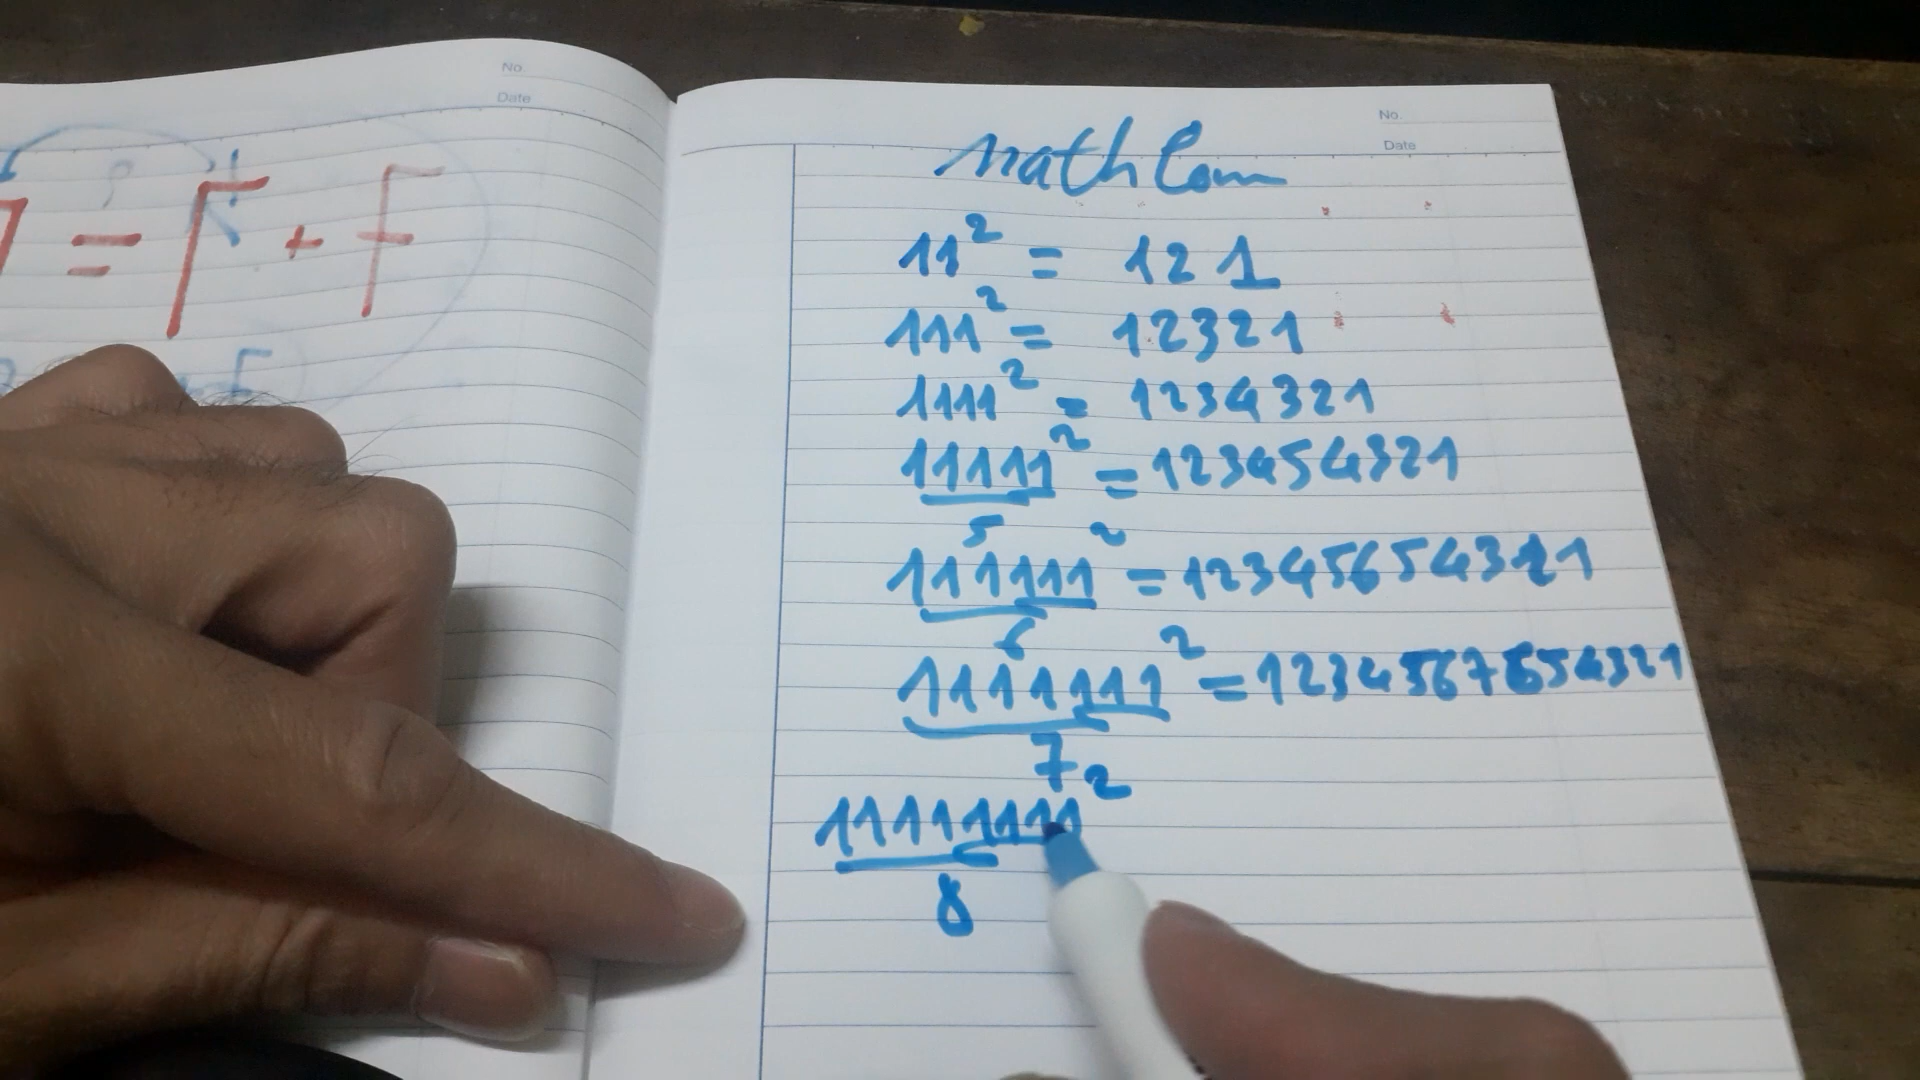 No.
Date
= Γ + F
No.
Date
math Com
11² = 121
111² = 12321
1111² = 1234321
11111² = 123454321
5
111111² = 12345654321
6
1111111² = 1234567654321
7
11111111²
8